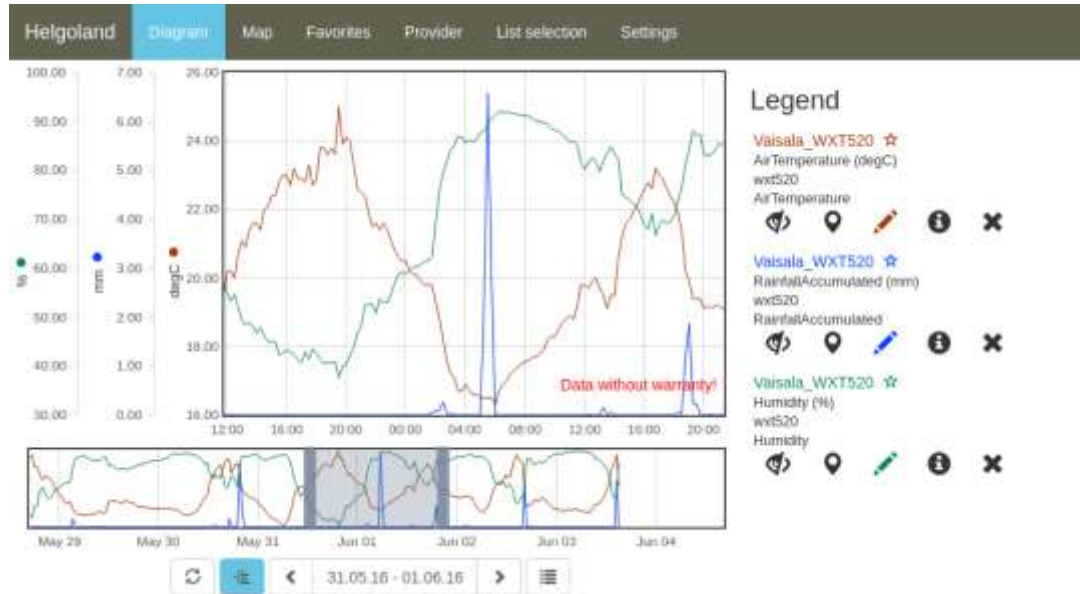 Helgoland Diagram Map Favorites Provider List selection Settings
100.00 7.00 26.00
90.00 6.00 24.00
80.00 5.00
70.00 4.00 22.00
60.00 3.00 20.00
50.00 2.00 18.00
40.00 1.00
30.00 0.00 16.00
% mm degC
Data without warranty!
12:00 16:00 20:00 00:00 04:00 08:00 12:00 16:00 20:00
May 29 May 30 May 31 Jun 01 Jun 02 Jun 03 Jun 04
31.05.16 - 01.06.16
Legend
Vaisala_WXT520
AirTemperature (degC)
wxt520
AirTemperature
Vaisala_WXT520
RainfallAccumulated (mm)
wxt520
RainfallAccumulated
Vaisala_WXT520
Humidity (%)
wxt520
Humidity